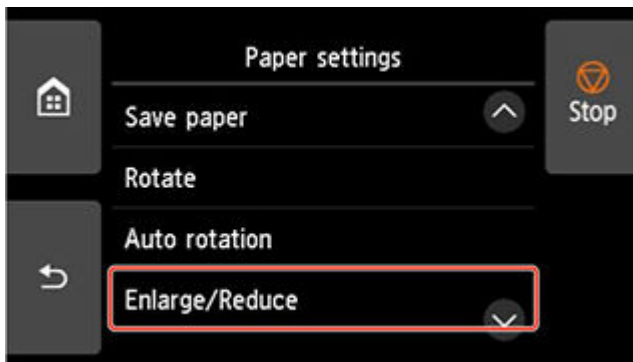 Paper settings
Save paper
Stop
Rotate
Auto rotation
Enlarge/Reduce